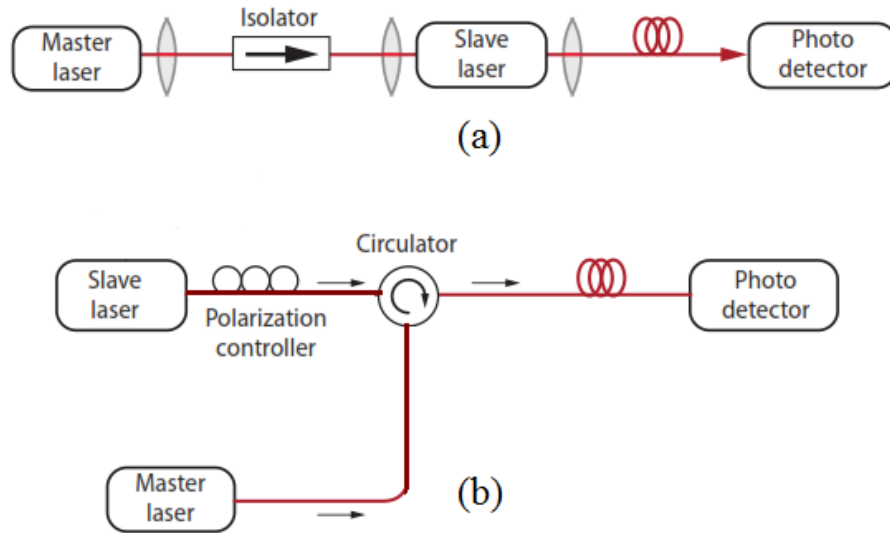 Isolator
Master
laser
Slave
laser
Photo
detector
(a)
Circulator
Slave
laser
Polarization
controller
Photo
detector
Master
laser
(b)